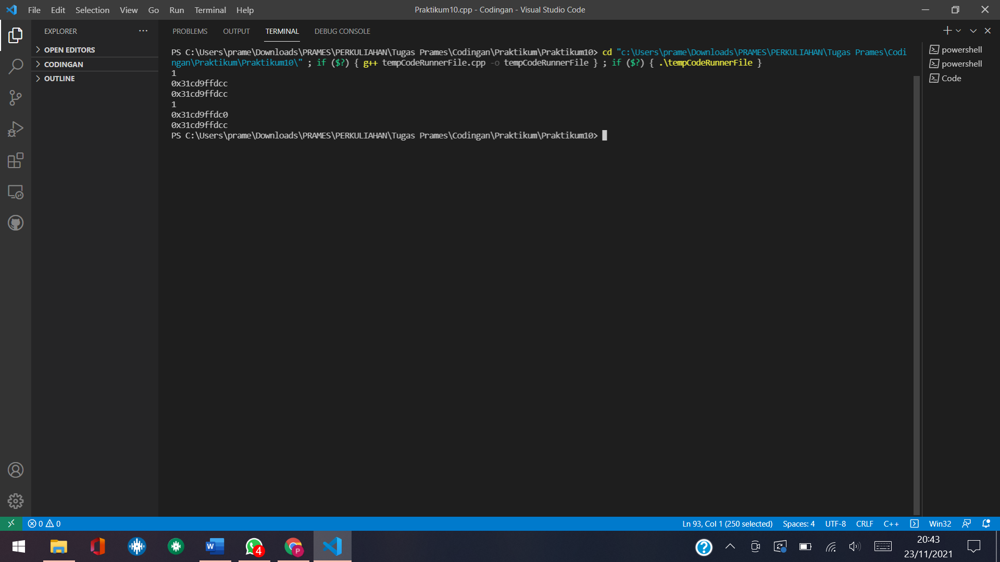 File Edit Selection View Go Run Terminal Help
Praktikum10.cpp - Codingan - Visual Studio Code
EXPLORER
OPEN EDITORS
CODINGAN
OUTLINE
PROBLEMS OUTPUT TERMINAL DEBUG CONSOLE
PS C:\Users\prame\Downloads\PRAMES\PERKULIAHAN\Tugas Prames\Codingan\Praktikum\Praktikum10> cd "c:\Users\prame\Downloads\PRAMES\PERKULIAHAN\Tugas Prames\Codi
ngan\Praktikum\Praktikum10\" ; if ($?) { g++ tempCodeRunnerFile.cpp -o tempCodeRunnerFile } ; if ($?) { .\tempCodeRunnerFile }
1
0x31cd9ffdcc
0x31cd9ffdcc
1
0x31cd9ffdc0
0x31cd9ffdcc
PS C:\Users\prame\Downloads\PRAMES\PERKULIAHAN\Tugas Prames\Codingan\Praktikum\Praktikum10>
powershell
powershell
Code
0 0
Ln 93, Col 1 (250 selected) Spaces: 4 UTF-8 CRLF C++ Win32
W
4
P
?
20:43
23/11/2021